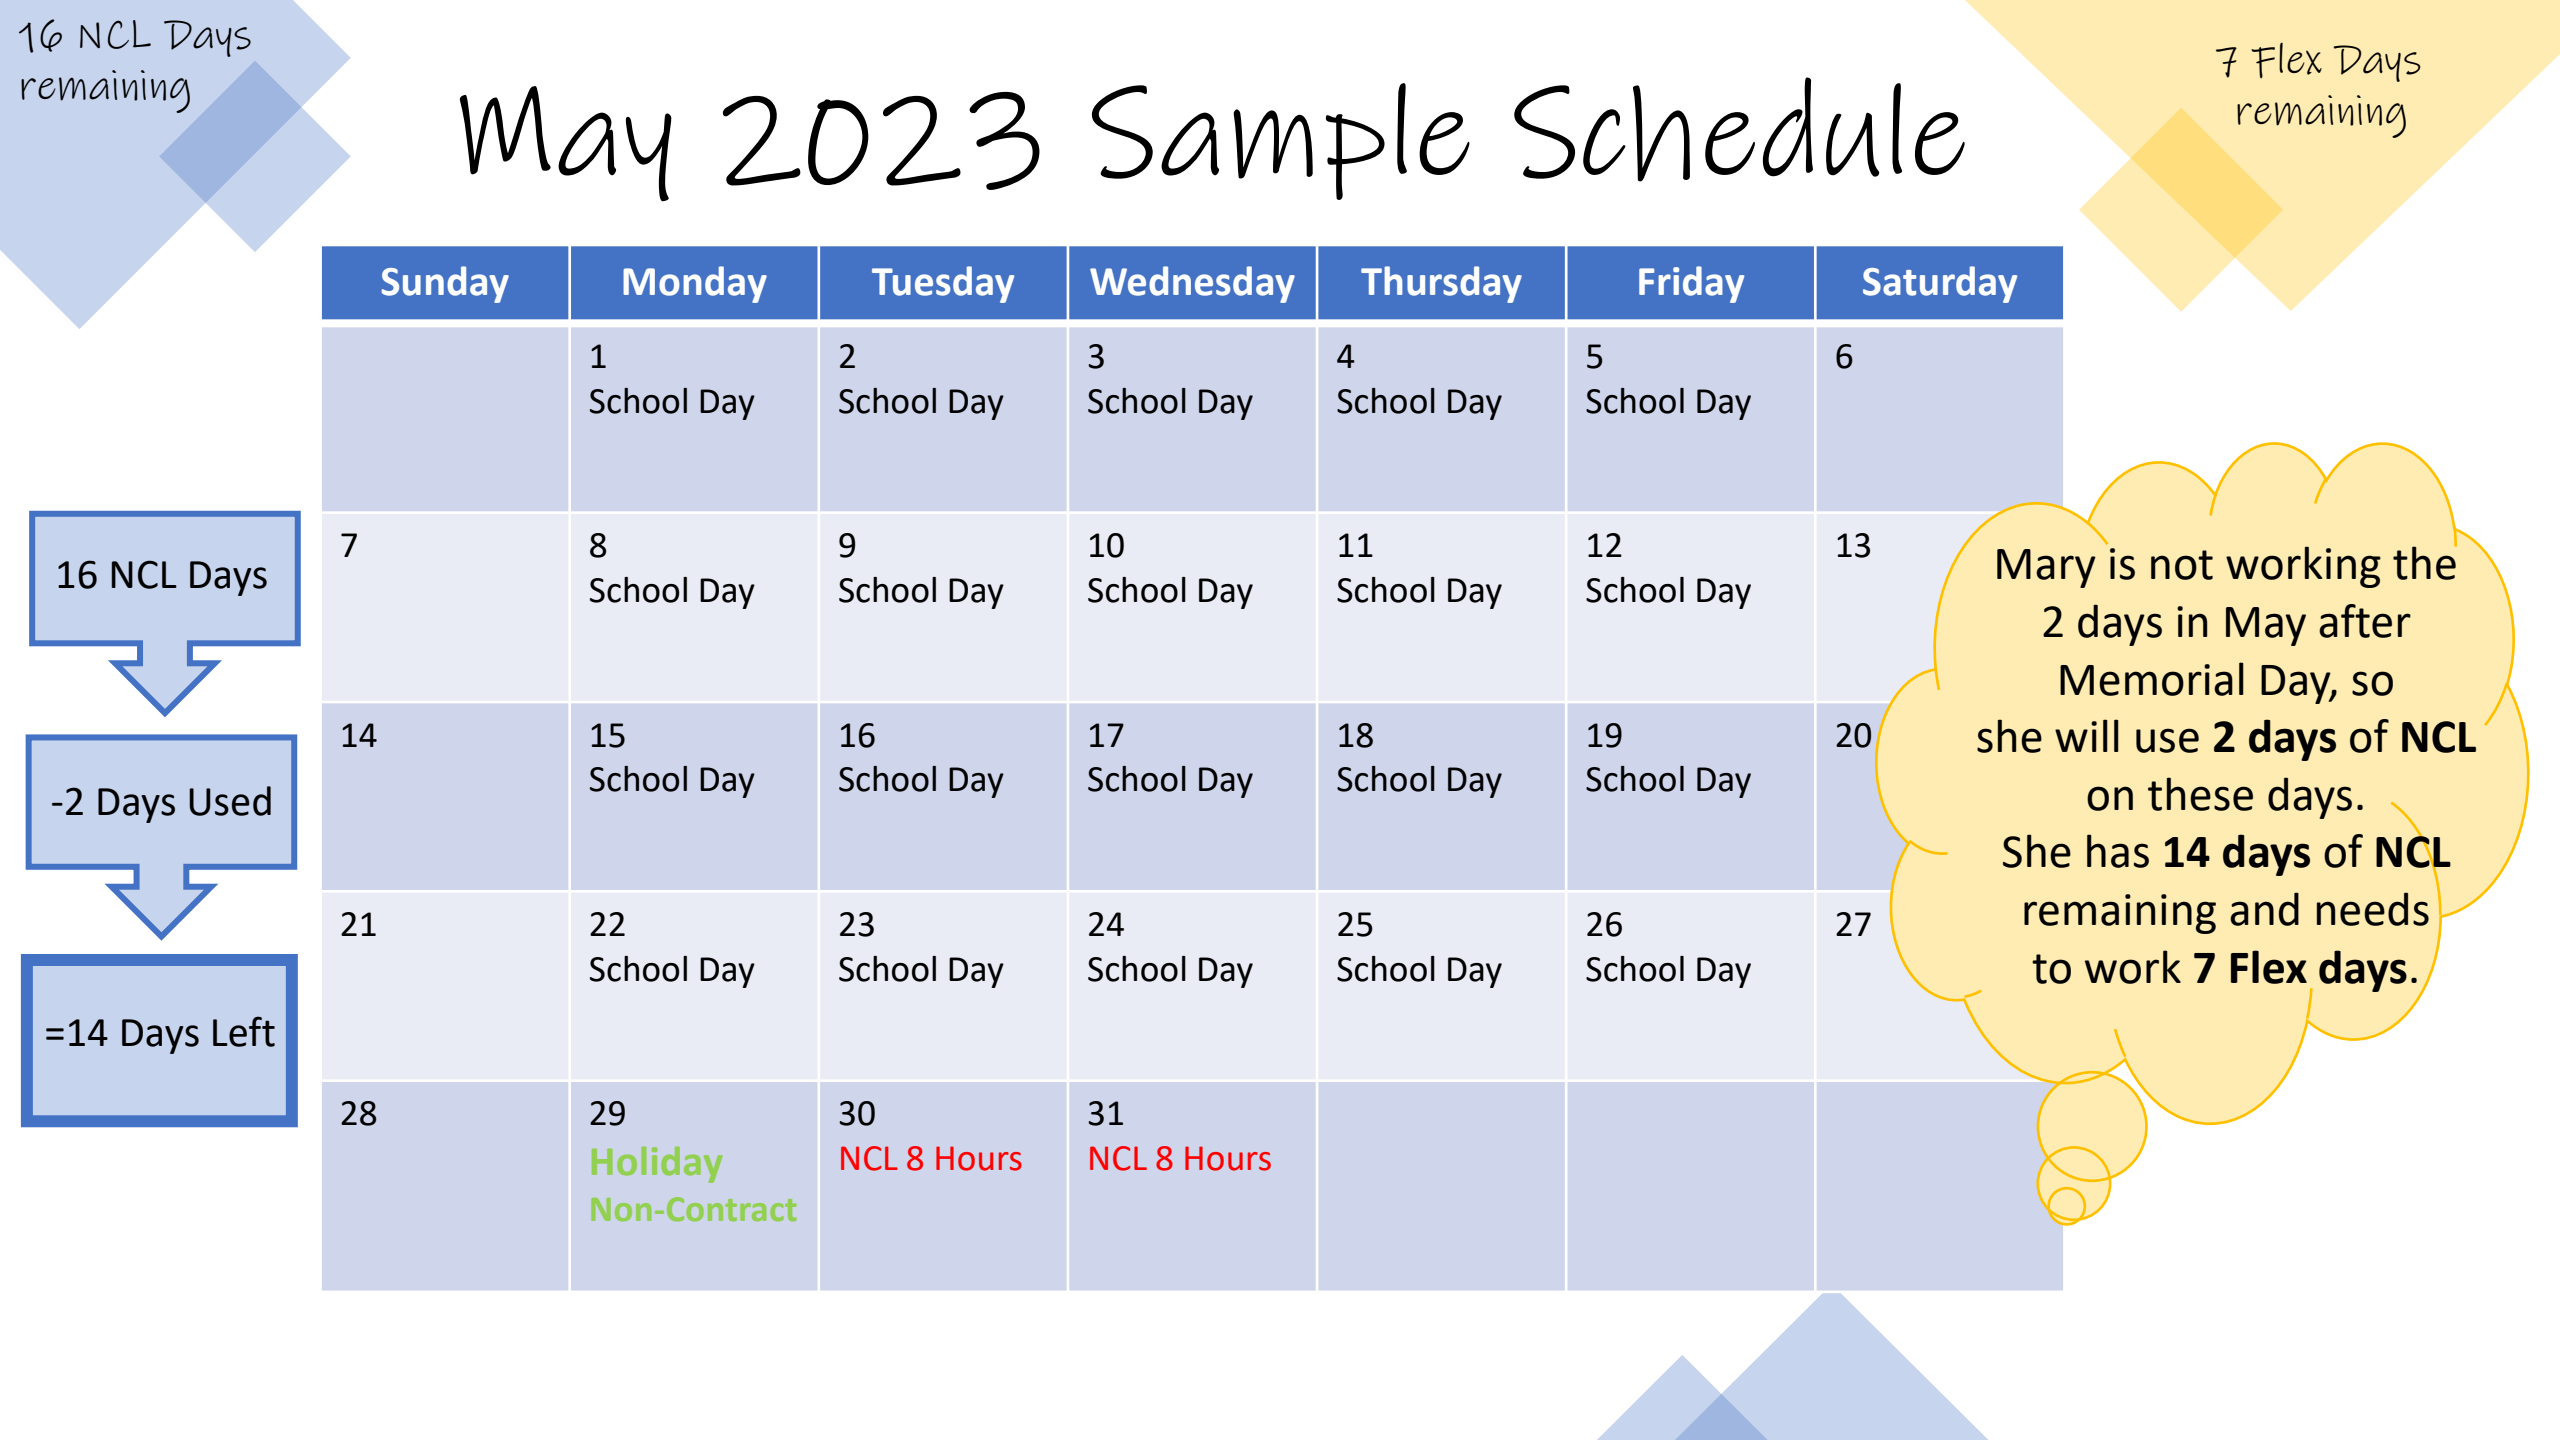 16 NCL Days
remaining
7 Flex Days
remaining
May 2023 Sample Schedule
Sunday Monday Tuesday Wednesday Thursday Friday Saturday
1 2 3 4 5 6
School Day School Day School Day School Day School Day
7 8 9 10 11 12 13
School Day School Day School Day School Day School Day
14 15 16 17 18 19 20
School Day School Day School Day School Day School Day
21 22 23 24 25 26 27
School Day School Day School Day School Day School Day
28 29 30 31
Holiday NCL 8 Hours NCL 8 Hours
Non-Contract
16 NCL Days
-2 Days Used
=14 Days Left
Mary is not working the
2 days in May after
Memorial Day, so
she will use 2 days of NCL
on these days.
She has 14 days of NCL
remaining and needs
to work 7 Flex days.